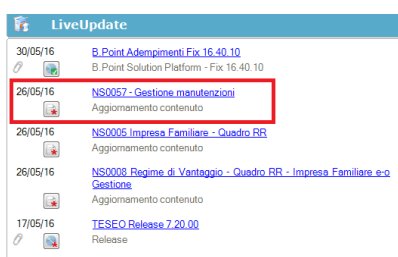 LiveUpdate
30/05/16 B.Point Adempimenti Fix 16.40.10
B.Point Solution Platform - Fix 16.40.10
26/05/16 NS0057 - Gestione manutenzioni
Aggiornamento contenuto
26/05/16 NS0005 Impresa Familiare - Quadro RR
Aggiornamento contenuto
26/05/16 NS0008 Regime di Vantaggio - Quadro RR - Impresa Familiare e-o
Gestione
Aggiornamento contenuto
17/05/16 TESEO Release 7.20.00
Release